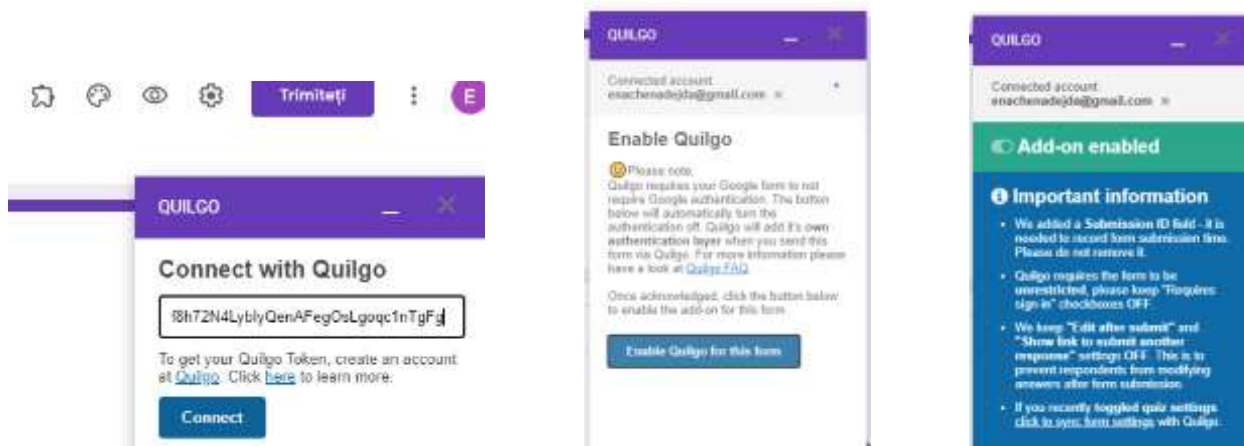 Trimiteți
E
QUILGO
Connect with Quilgo
f8h72N4LyblyQenAFegOsLgoqc1nTgFg
To get your Quilgo Token, create an account
at Quilgo. Click here to learn more.
Connect
QUILGO
Connected account
enachenadejda@gmail.com
Enable Quilgo
Please note,
Quilgo requires your Google form to not
require Google authentication. The button
below will automatically turn the
authentication off. Quilgo will add it's own
authentication layer when you send this
form via Quilgo. For more information please
have a look at Quilgo FAQ
Once acknowledged, click the button below
to enable the add-on for this form
Enable Quilgo for this form
QUILGO
Connected account
enachenadejda@gmail.com
Add-on enabled
Important information
• We added a Submission ID field - it is
needed to record form submission time.
Please do not remove it.
• Quilgo requires the form to be
unrestricted, please keep "Requires
sign-in" checkboxes OFF
• We keep "Edit after submit" and
"Show link to submit another
response" settings OFF. This is to
prevent respondents from modifying
answers after form submission.
• If you recently toggled quiz settings
click to sync form settings with Quilgo.